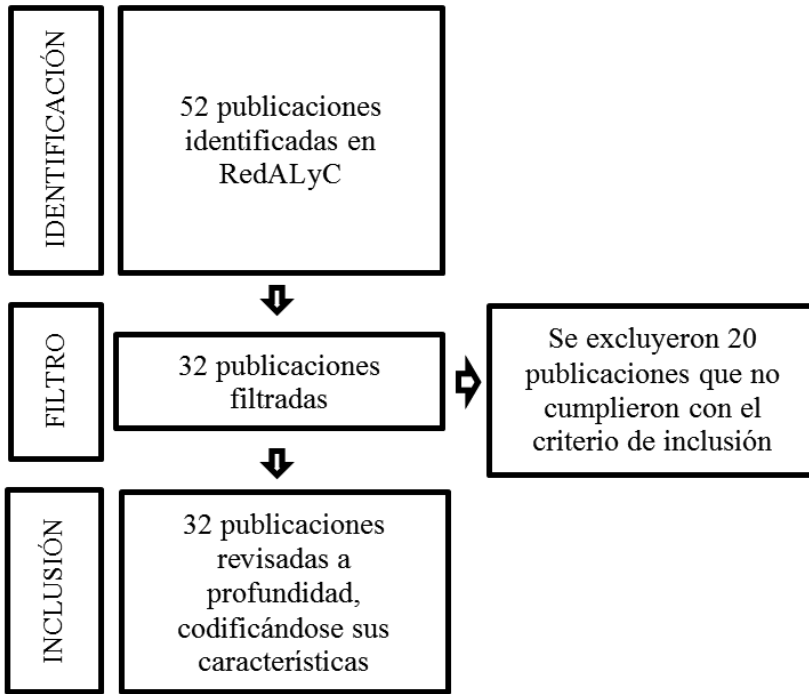 IDENTIFICACIÓN
52 publicaciones
identificadas en
RedALyC
FILTRO
32 publicaciones
filtradas
Se excluyeron 20
publicaciones que no
cumplieron con el
criterio de inclusión
INCLUSIÓN
32 publicaciones
revisadas a
profundidad,
codificándose sus
características